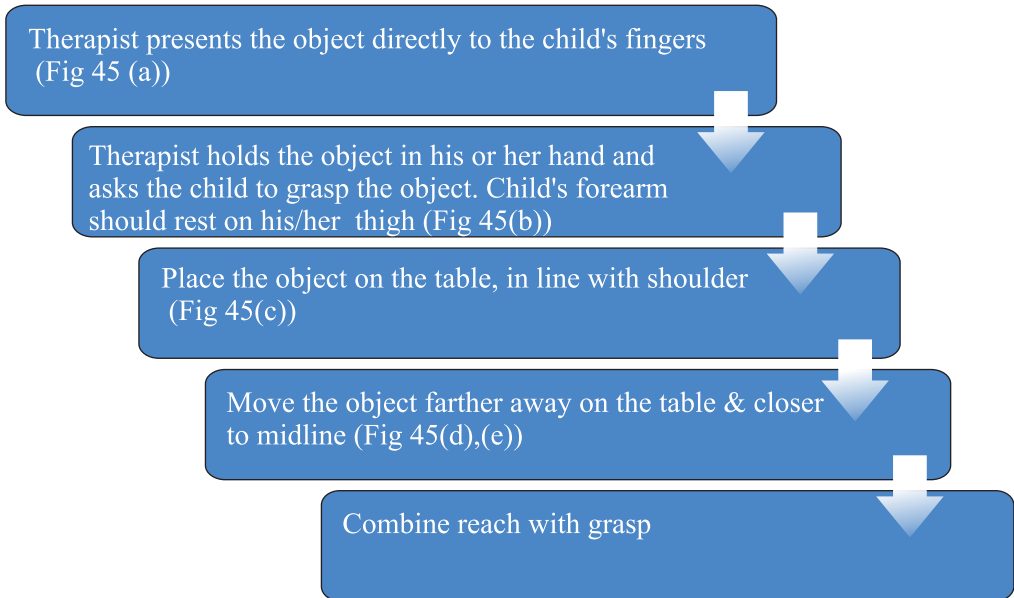 Therapist presents the object directly to the child's fingers
(Fig 45 (a))
Therapist holds the object in his or her hand and
asks the child to grasp the object. Child's forearm
should rest on his/her  thigh (Fig 45(b))
Place the object on the table, in line with shoulder
(Fig 45(c))
Move the object farther away on the table & closer
to midline (Fig 45(d),(e))
Combine reach with grasp